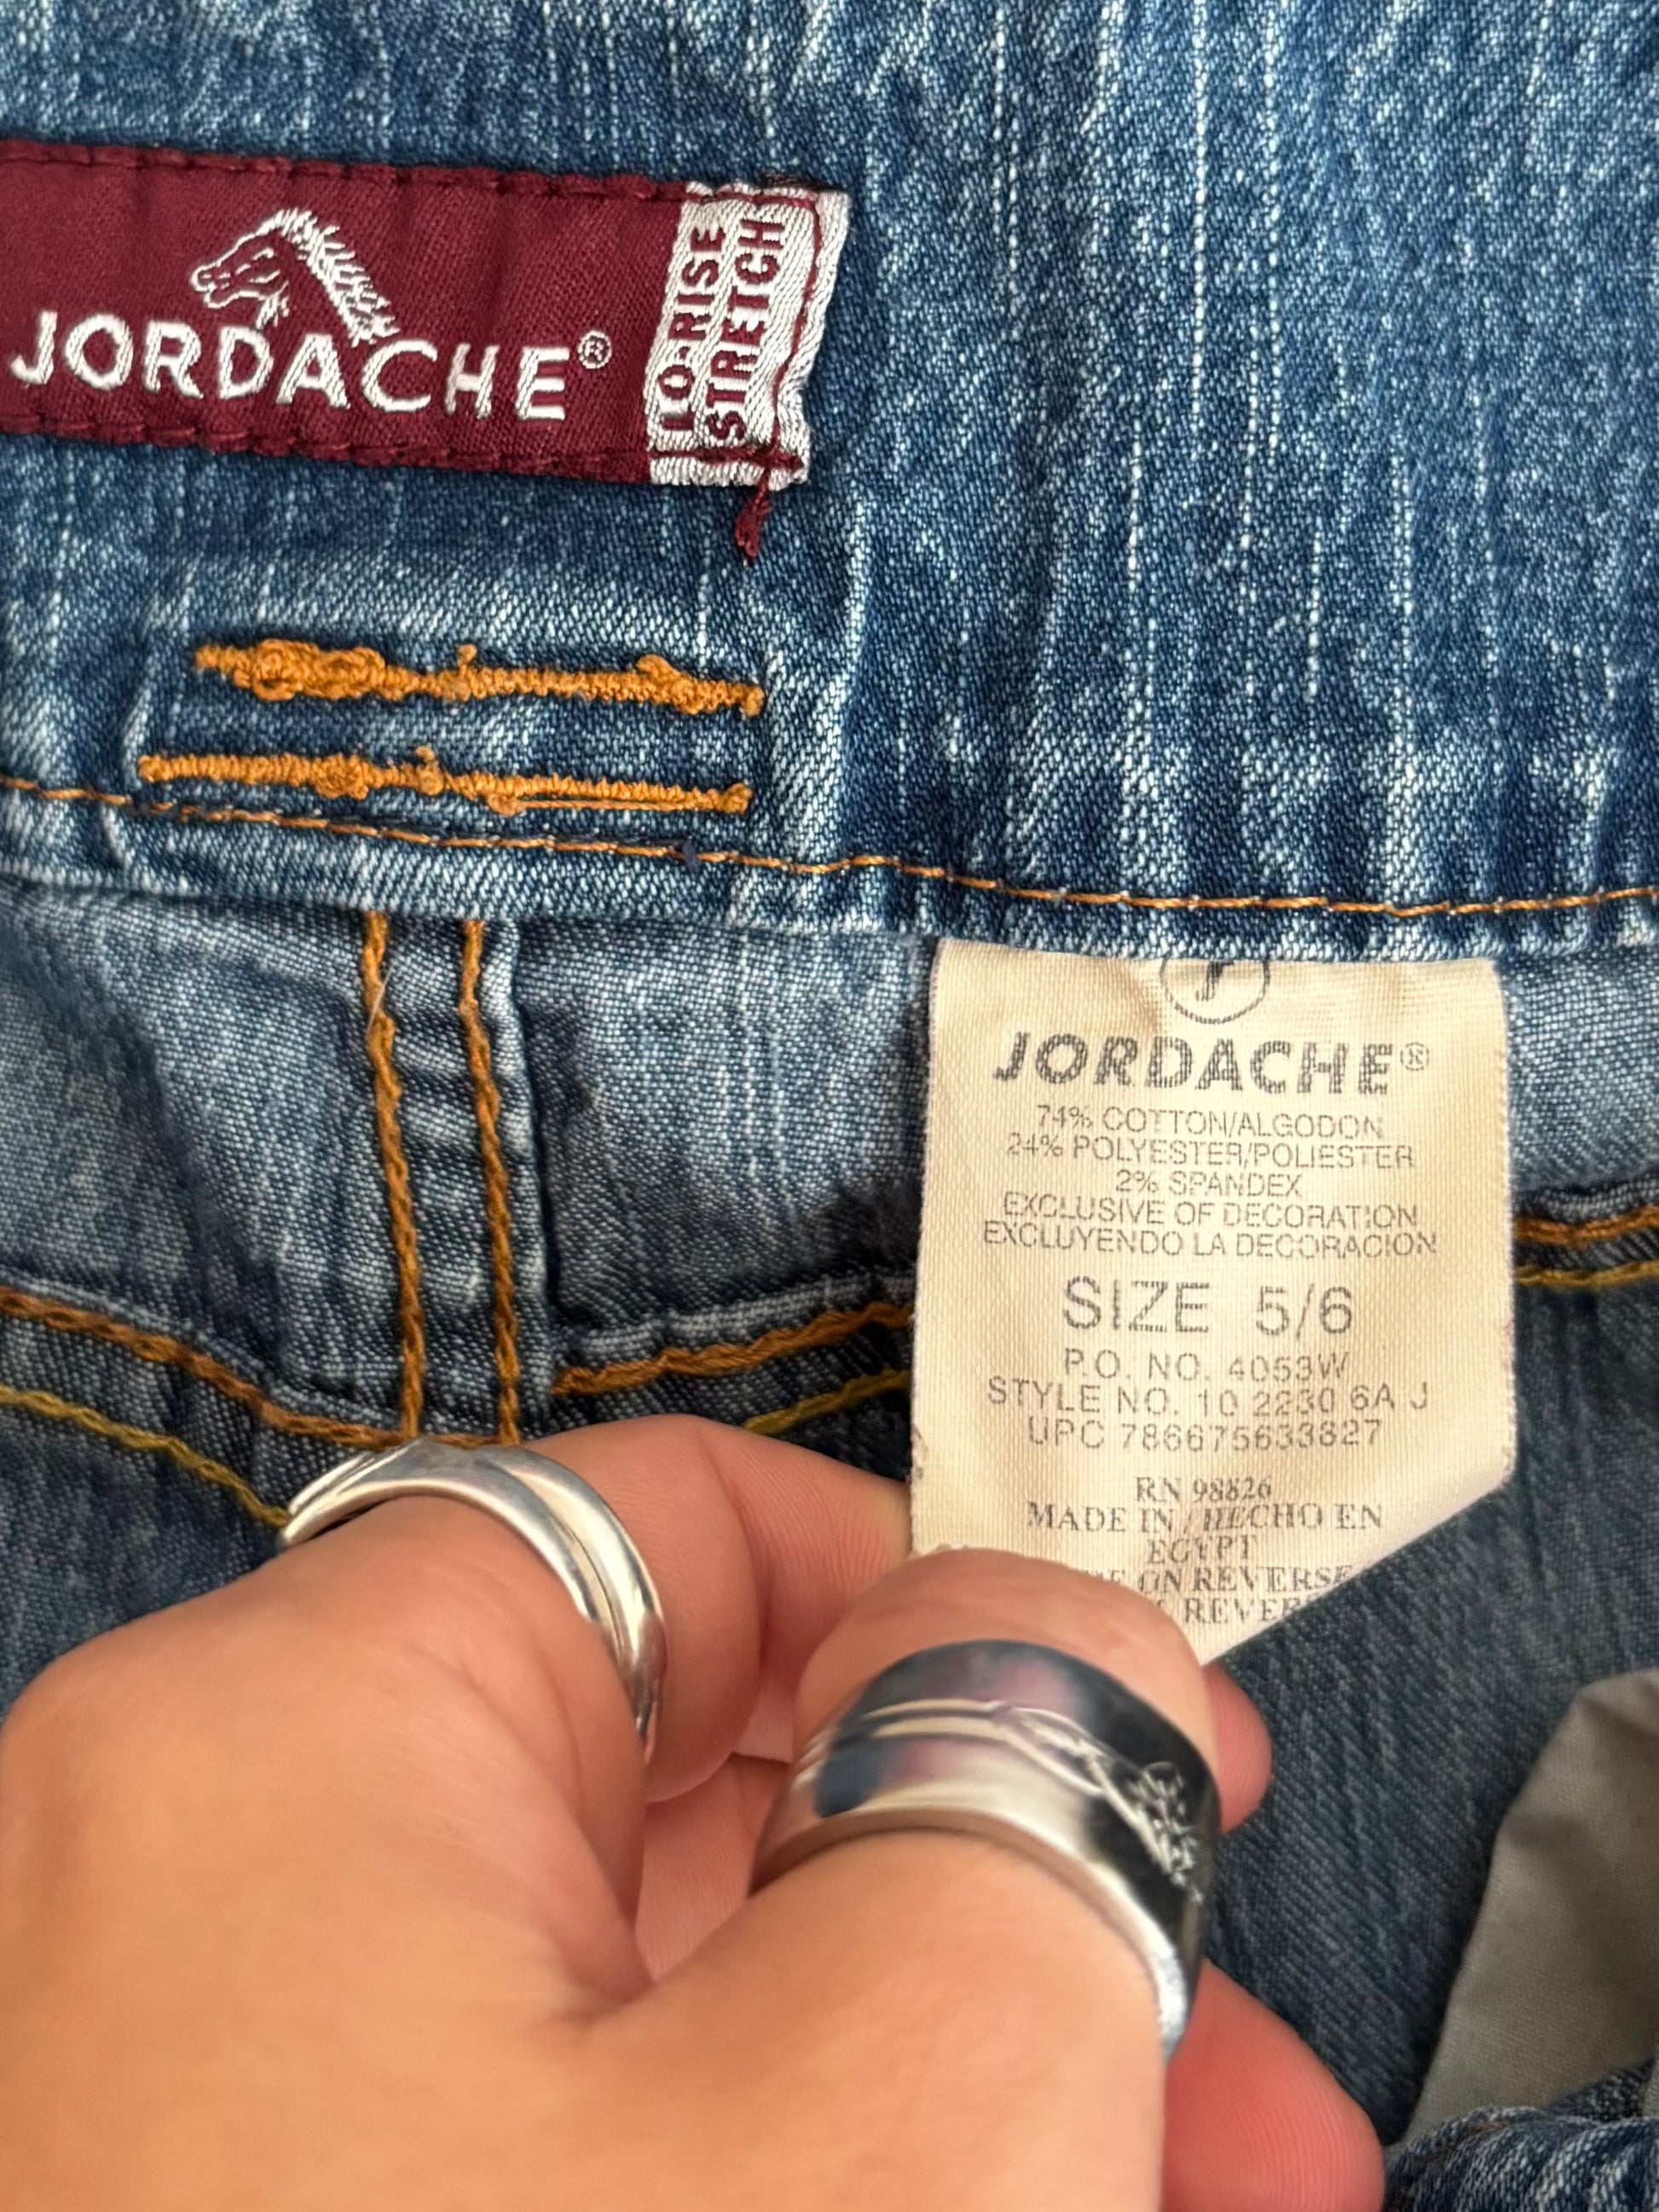 JORDACHE®
LO-RISE
STRETCH
J
JORDACHE®
74% COTTON/ALGODON
24% POLYESTER/POLIESTER
2% SPANDEX
EXCLUSIVE OF DECORATION
EXCLUYENDO LA DECORACION
SIZE 5/6
P.O. NO. 4053W
STYLE NO. 10 2230 6A J
UPC 786675633827
RN 98826
MADE IN / HECHO EN
EGYPT
ON REVERSE